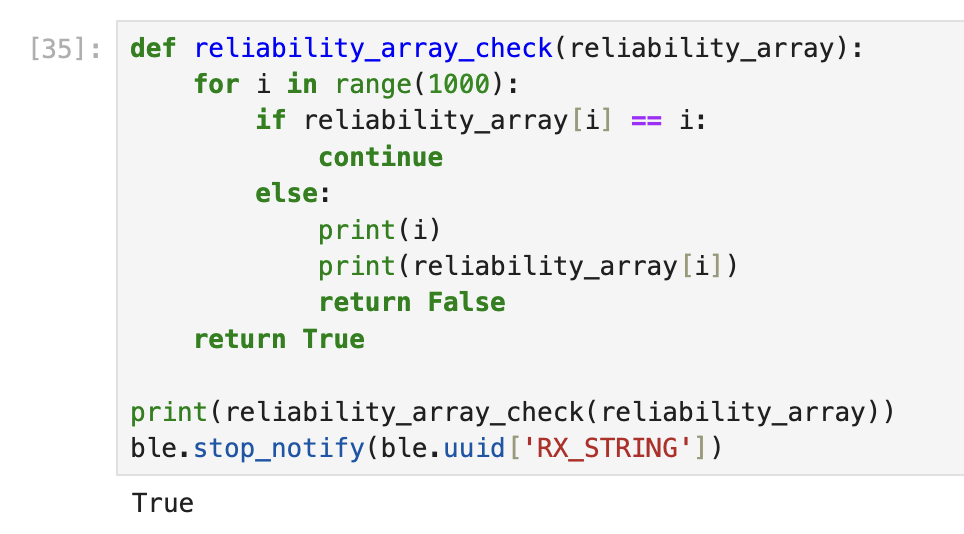 [35]: def reliability_array_check(reliability_array):
    for i in range(1000):
        if reliability_array[i] == i:
            continue
        else:
            print(i)
            print(reliability_array[i])
            return False
    return True

print(reliability_array_check(reliability_array))
ble.stop_notify(ble.uuid['RX_STRING'])
True